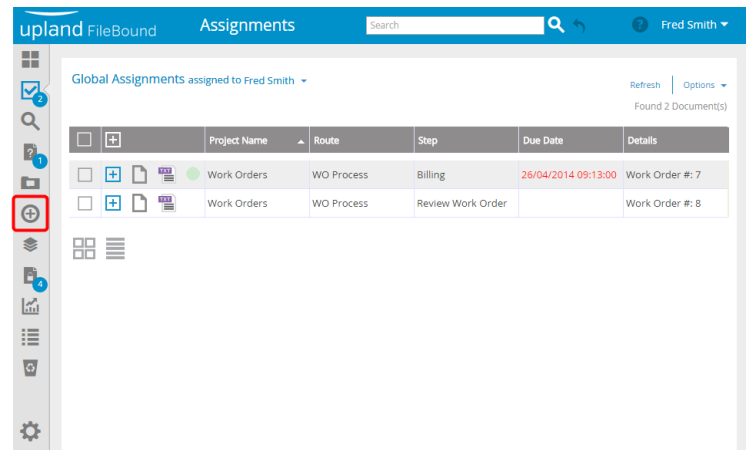 upland FileBound Assignments Search ? Fred Smith
Global Assignments assigned to Fred Smith
Refresh Options
Found 2 Document(s)
Project Name Route Step Due Date Details
TXT Work Orders WO Process Billing 26/04/2014 09:13:00 Work Order #: 7
TXT Work Orders WO Process Review Work Order Work Order #: 8
2
?
1
4